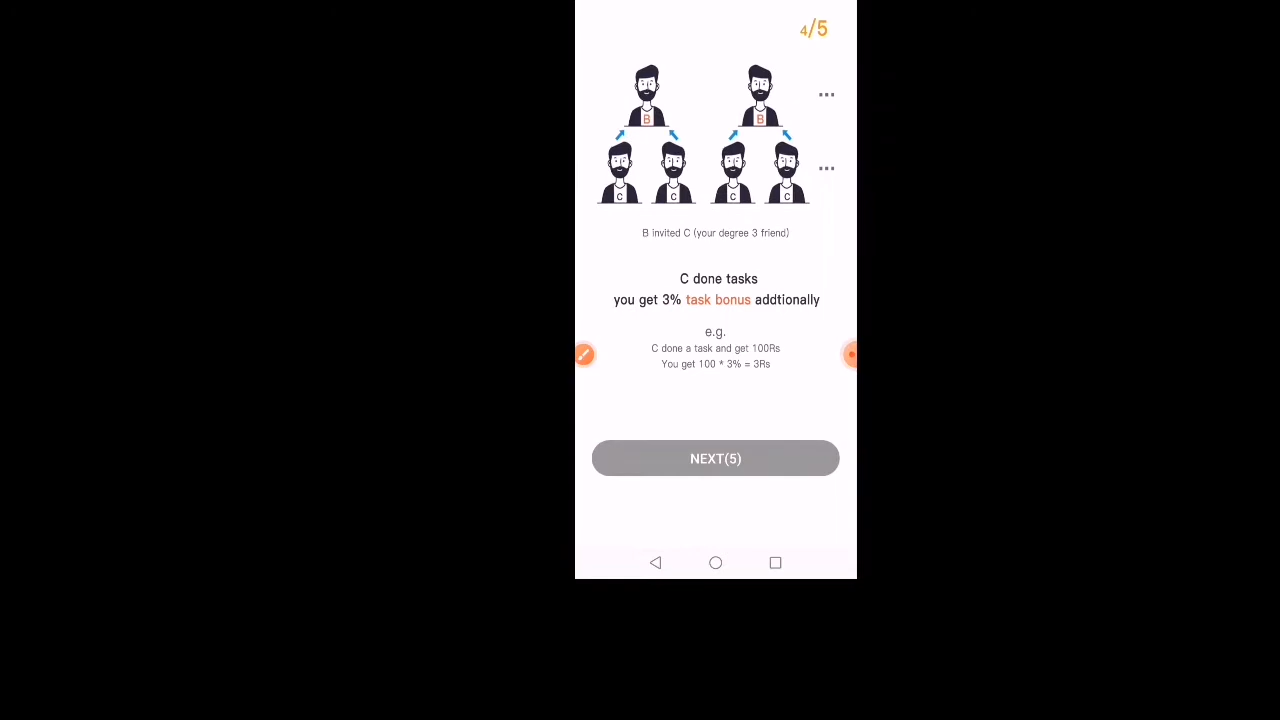 4/5
B
B
...
C
C
C
C
...
B invited C (your degree 3 friend)
C done tasks
you get 3% task bonus addtionally
e.g.
C done a task and get 100Rs
You get 100 * 3% = 3Rs
NEXT(5)